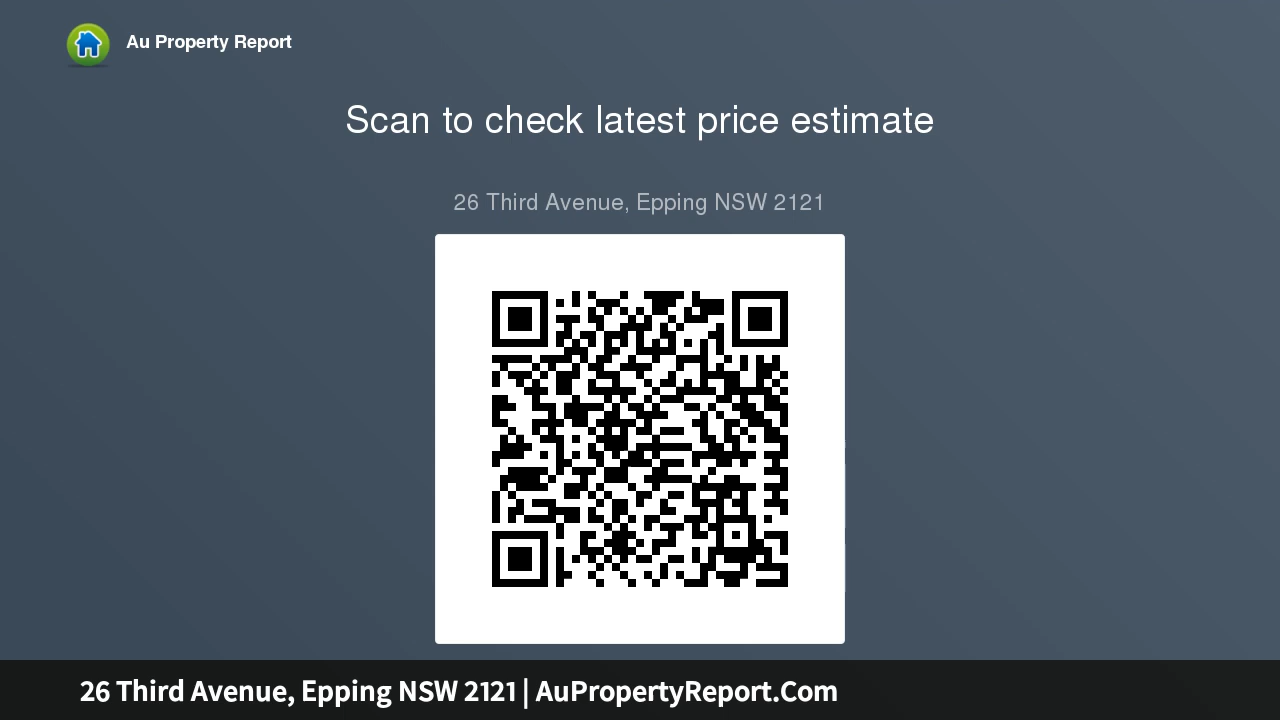 Au Property Report
Scan to check latest price estimate
26 Third Avenue, Epping NSW 2121
26 Third Avenue, Epping NSW 2121 | AuPropertyReport.Com